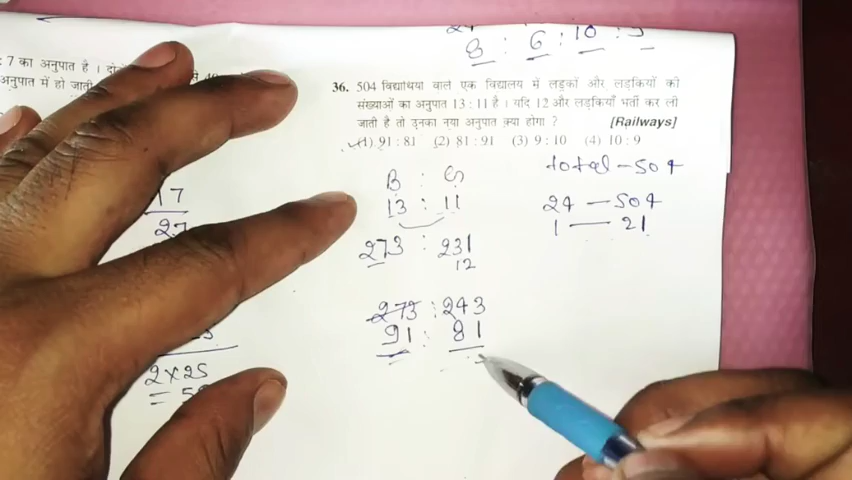 8 : 6 : 10 :
7 का अनुपात है । दो
अनुपात में हो जाती
36. 504 विद्यार्थियों वाले एक विद्यालय में लड़कों और लड़कियों की
संख्याओं का अनुपात 13 : 11 है । यदि 12 और लड़कियाँ भर्ती कर ली
जाती है तो उनका नया अनुपात क्या होगा ? [Railways]
(1) 91 : 81 (2) 81 : 91 (3) 9 : 10 (4) 10 : 9
B : G
13 : 11
273 : 231
12
273 : 243
91 : 81
total - 504
24 - 504
1 - 21
17
27
2 x 25
=